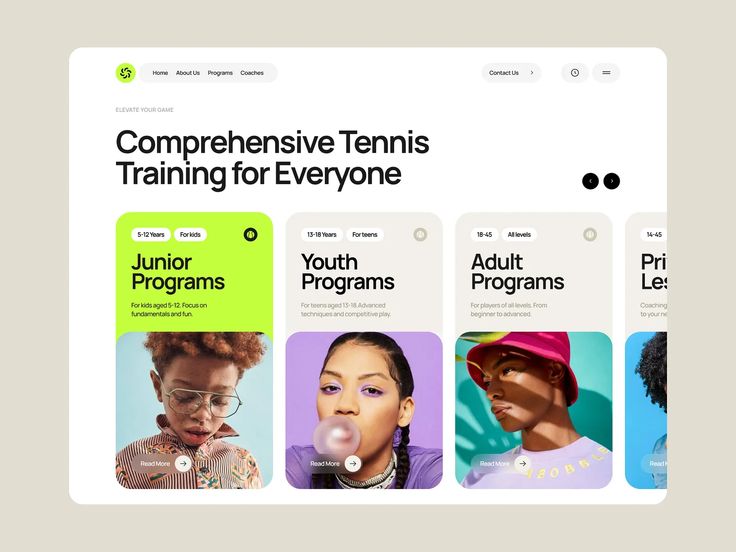 Home About Us Programs Coaches
Contact Us
ELEVATE YOUR GAME
Comprehensive Tennis
Training for Everyone
5-12 Years For kids
Junior
Programs
For kids aged 5-12. Focus on
fundamentals and fun.
Read More
13-18 Years For teens
Youth
Programs
For teens aged 13-18. Advanced
techniques and competitive play.
Read More
18-45 All levels
Adult
Programs
For players of all levels. From
beginner to advanced.
Read More
14-45
Pri
Les
Coaching
to your ne